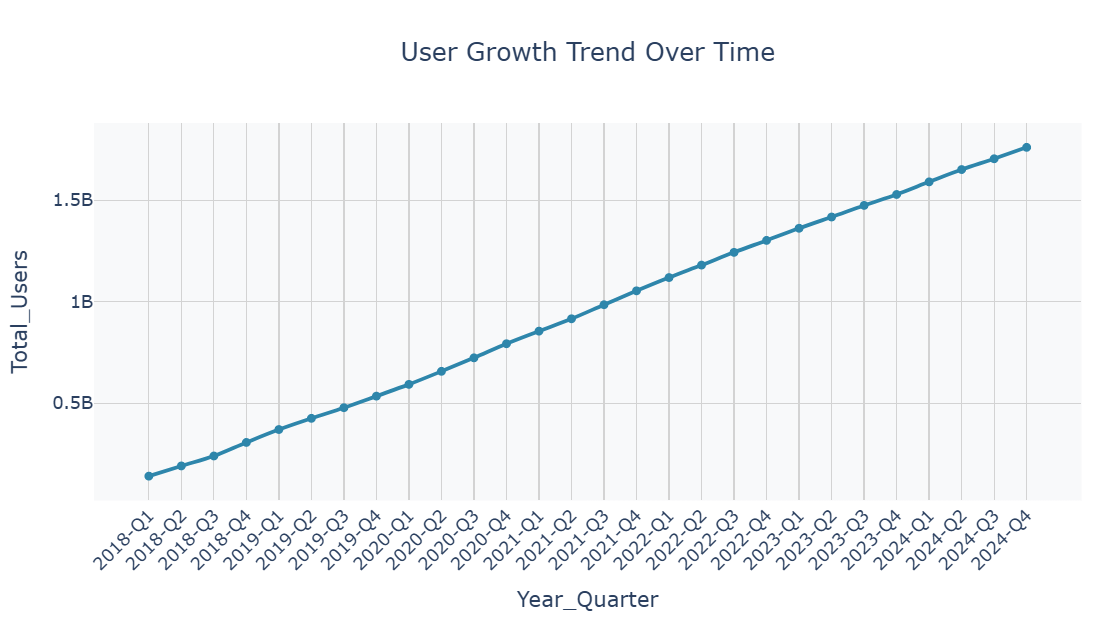 User Growth Trend Over Time
Total_Users
1.5B
1B
0.5B
2018-Q1
2018-Q2
2018-Q3
2018-Q4
2019-Q1
2019-Q2
2019-Q3
2019-Q4
2020-Q1
2020-Q2
2020-Q3
2020-Q4
2021-Q1
2021-Q2
2021-Q3
2021-Q4
2022-Q1
2022-Q2
2022-Q3
2022-Q4
2023-Q1
2023-Q2
2023-Q3
2023-Q4
2024-Q1
2024-Q2
2024-Q3
2024-Q4
Year_Quarter